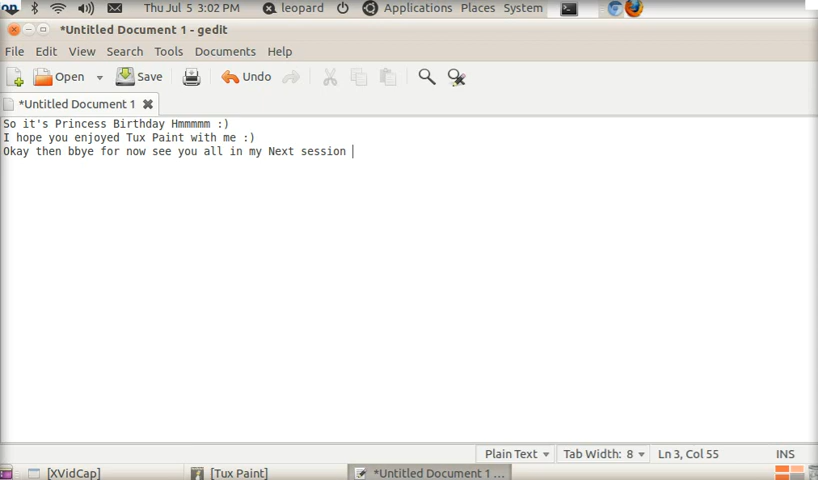 Thu Jul 5 3:02 PM leopard Applications Places System
*Untitled Document 1 - gedit
File Edit View Search Tools Documents Help
Open Save Undo
*Untitled Document 1
So it's Princess Birthday Hmmmmm :)
I hope you enjoyed Tux Paint with me :)
Okay then bbye for now see you all in my Next session
Plain Text Tab Width: 8 Ln 3, Col 55 INS
[XVidCap] [Tux Paint] *Untitled Document 1 ...